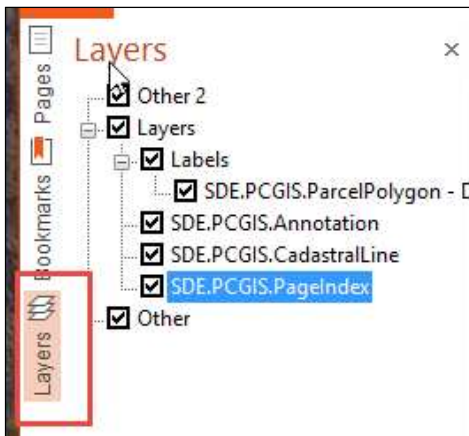 Layers
Pages
Bookmarks
Layers
Other 2
Layers
Labels
SDE.PCGIS.ParcelPolygon - D
SDE.PCGIS.Annotation
SDE.PCGIS.CadastralLine
SDE.PCGIS.PageIndex
Other